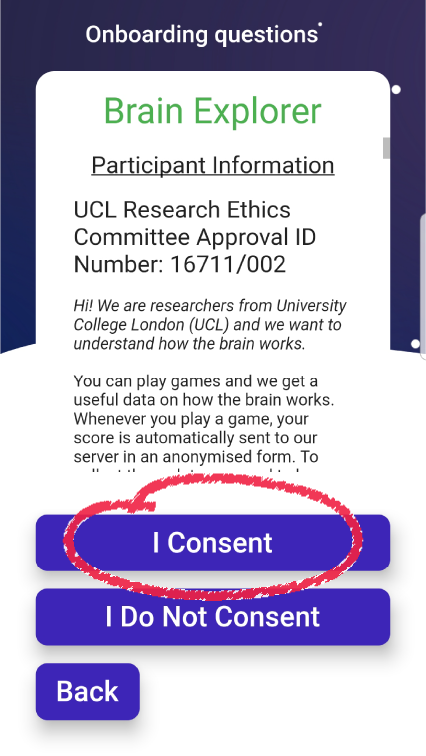 Onboarding questions
Brain Explorer
Participant Information
UCL Research Ethics
Committee Approval ID
Number: 16711/002
Hi! We are researchers from University
College London (UCL) and we want to
understand how the brain works.
You can play games and we get a
useful data on how the brain works.
Whenever you play a game, your
score is automatically sent to our
server in an anonymised form. To
I Consent
I Do Not Consent
Back